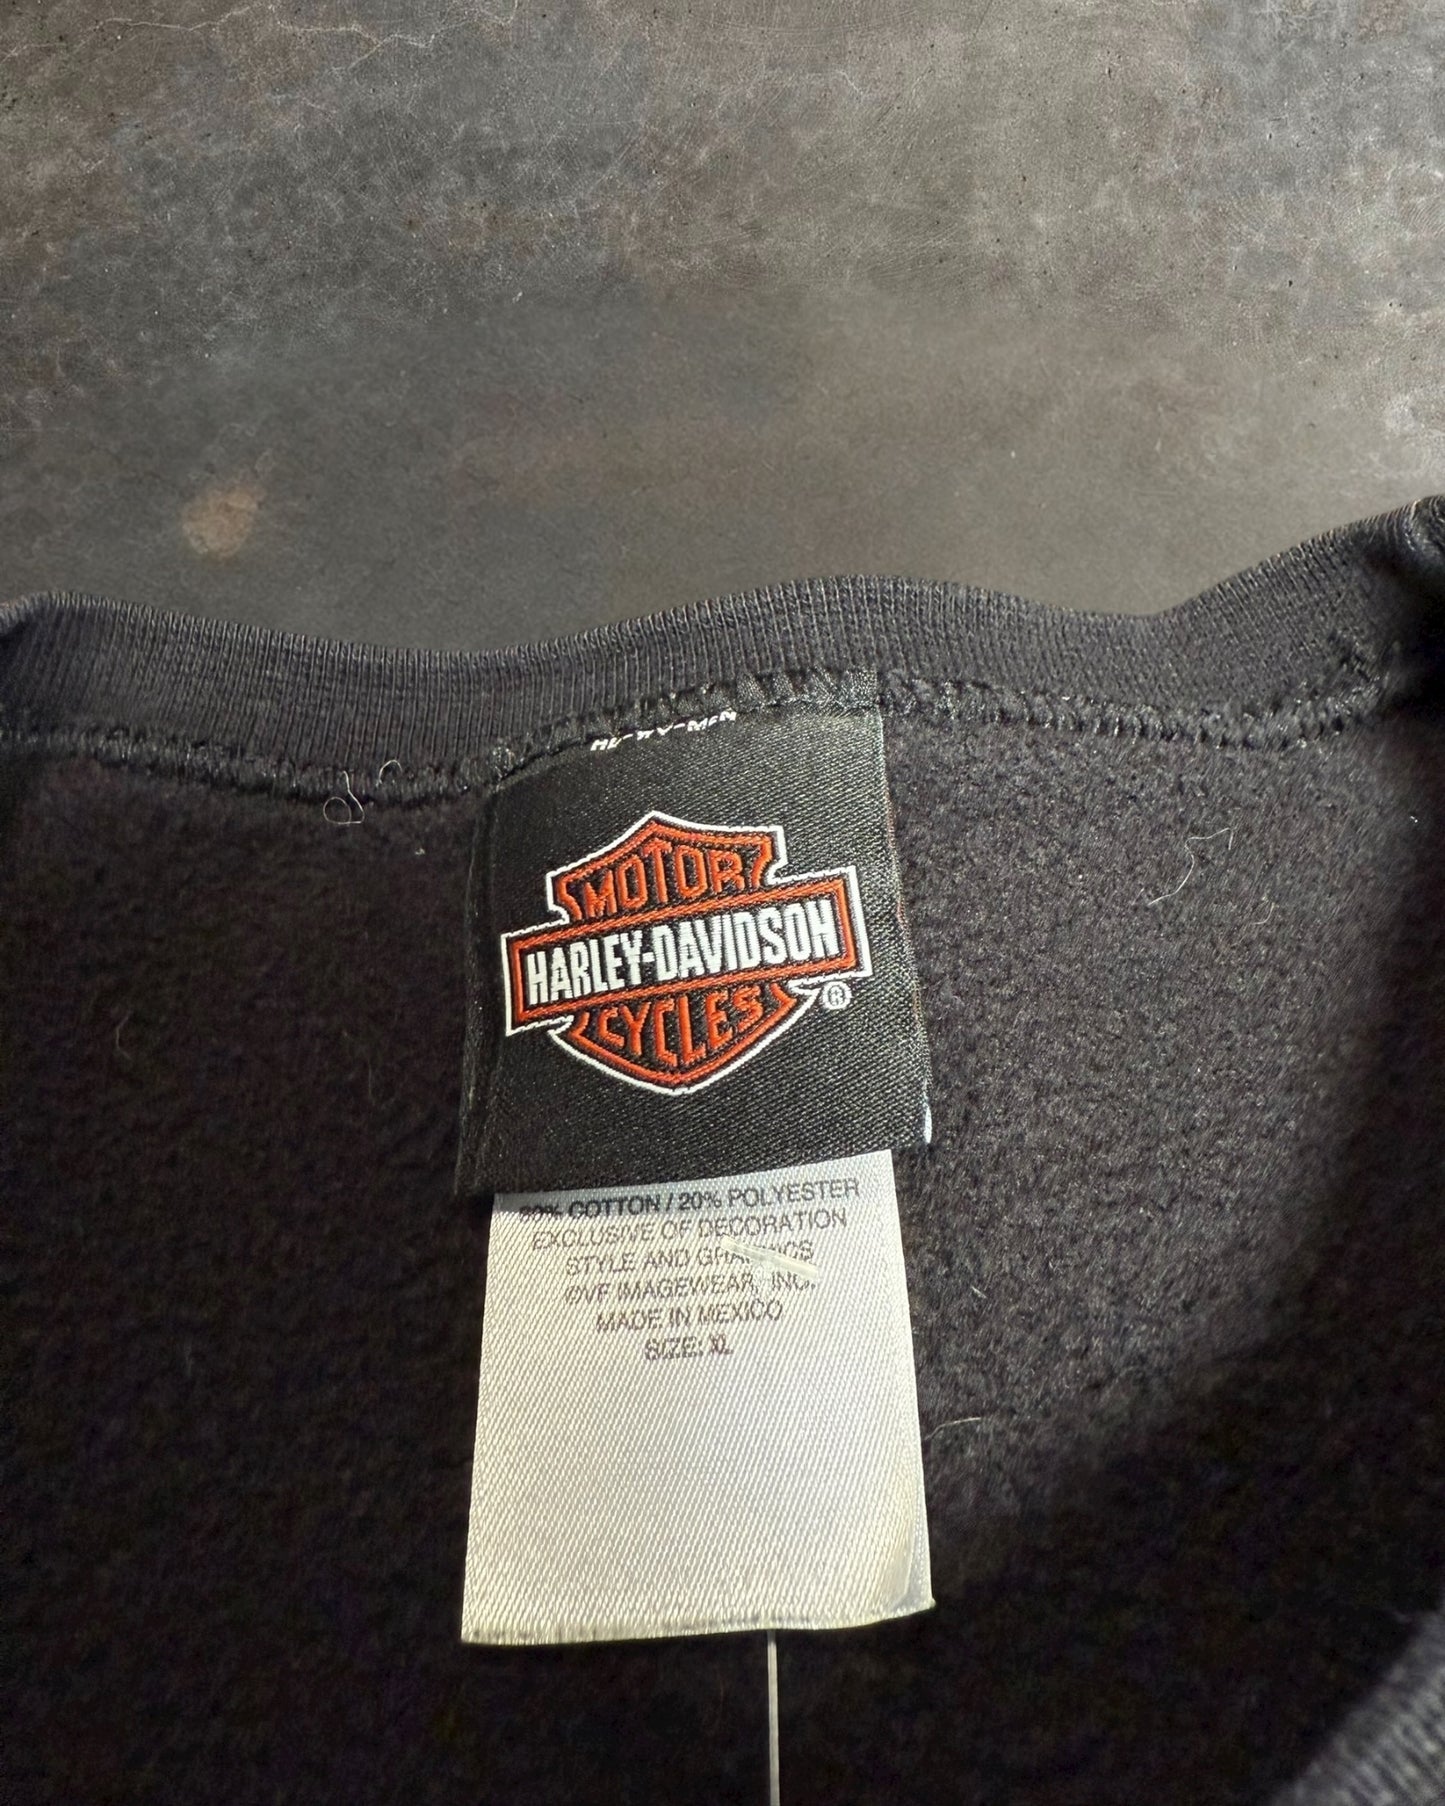 MOTOR
HARLEY-DAVIDSON
CYCLES
®
80% COTTON / 20% POLYESTER
EXCLUSIVE OF DECORATION
STYLE AND GRAPHICS
©VF IMAGEWEAR, INC.
MADE IN MEXICO
SIZE: XL